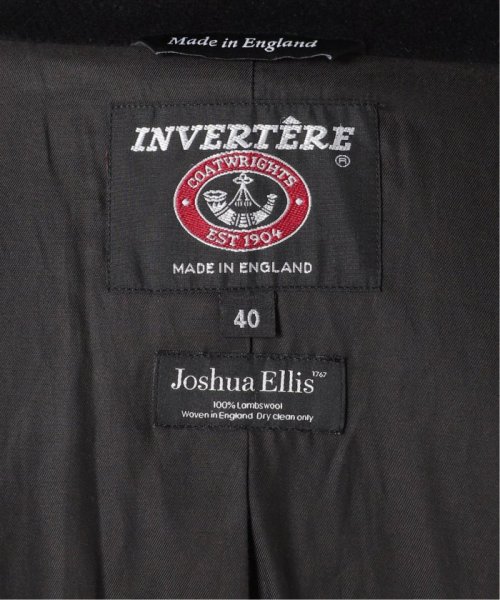 Made in England
INVERTÊRE
®
COATWRIGHTS
EST 1904
MADE IN ENGLAND
40
Joshua Ellis 1767
100% Lambswool
Woven in England Dry clean only